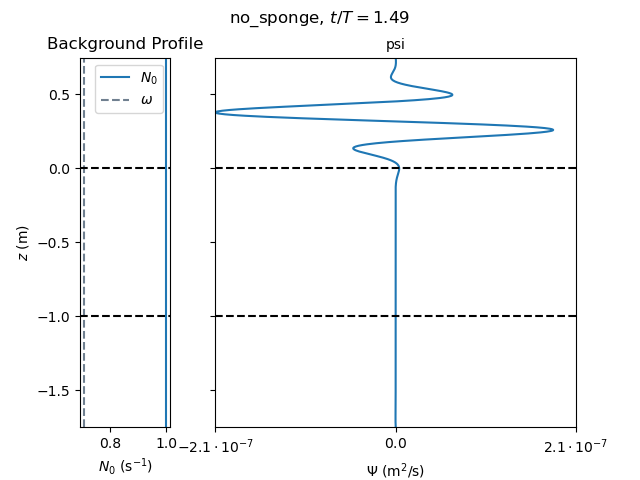 no_sponge, t/T = 1.49
Background Profile
psi
N₀
ω
0.5
0.0
−0.5
−1.0
−1.5
z (m)
0.8
1.0
−2.1 · 10⁻⁷
0.0
2.1 · 10⁻⁷
N₀ (s⁻¹)
Ψ (m²/s)